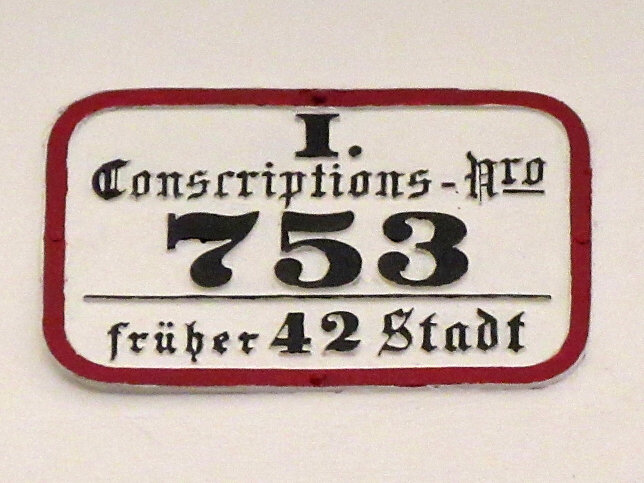 I.
Conscriptions-Nro
753
früher 42 Stadt